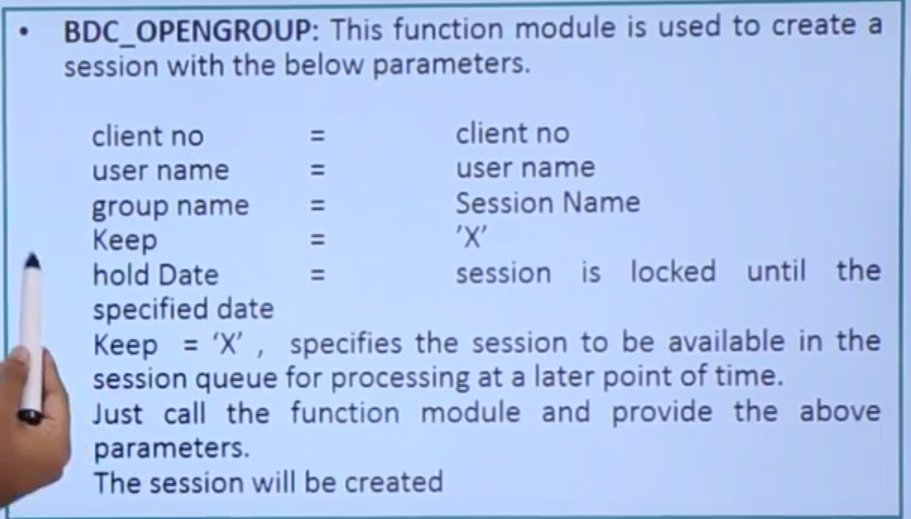 • BDC_OPENGROUP: This function module is used to create a
session with the below parameters.
client no = client no
user name = user name
group name = Session Name
Keep = 'X'
hold Date = session is locked until the
specified date
Keep = 'X' , specifies the session to be available in the
session queue for processing at a later point of time.
Just call the function module and provide the above
parameters.
The session will be created